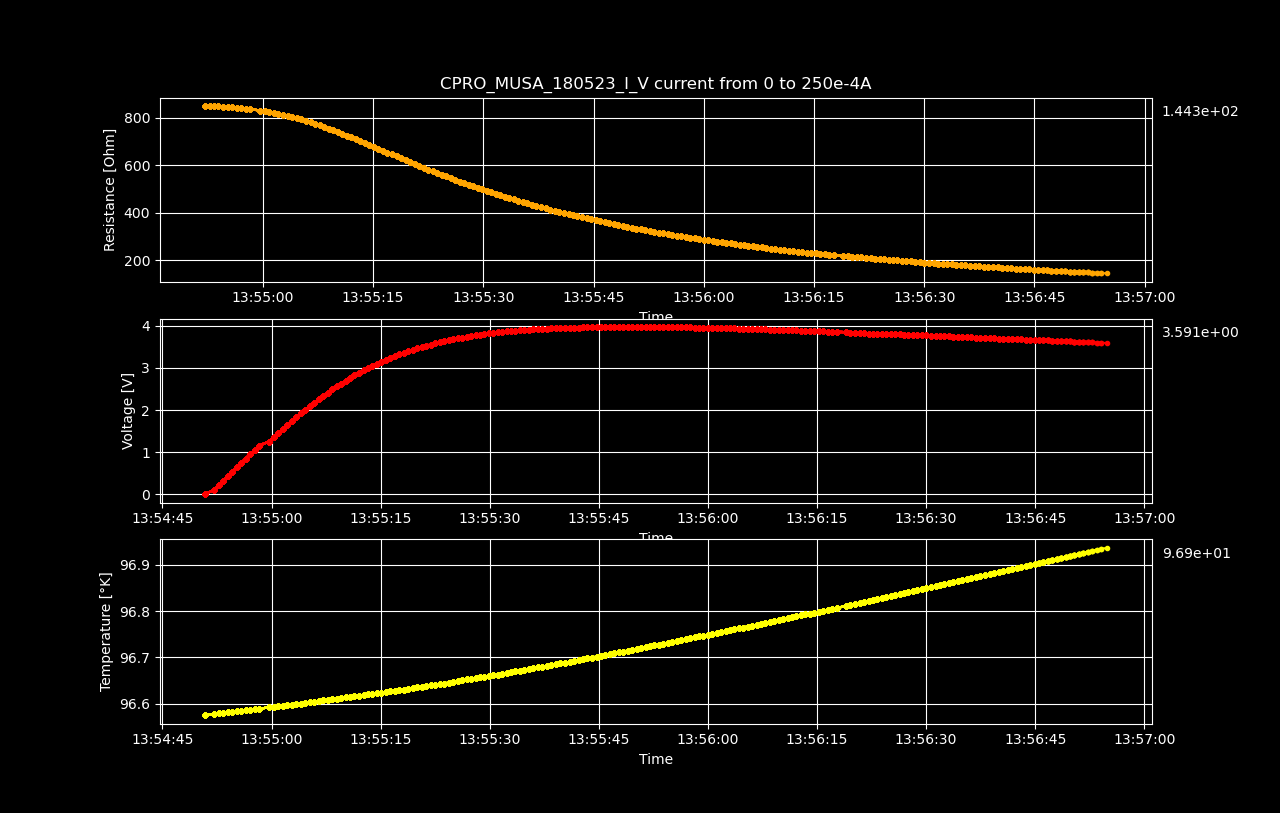 CPRO_MUSA_180523_I_V current from 0 to 250e-4A
1.443e+02
Resistance [Ohm]
800
600
400
200
13:55:00 13:55:15 13:55:30 13:55:45 13:56:00 13:56:15 13:56:30 13:56:45 13:57:00
Time
3.591e+00
Voltage [V]
4
3
2
1
0
13:54:45 13:55:00 13:55:15 13:55:30 13:55:45 13:56:00 13:56:15 13:56:30 13:56:45 13:57:00
Time
9.69e+01
Temperature [°K]
96.9
96.8
96.7
96.6
13:54:45 13:55:00 13:55:15 13:55:30 13:55:45 13:56:00 13:56:15 13:56:30 13:56:45 13:57:00
Time